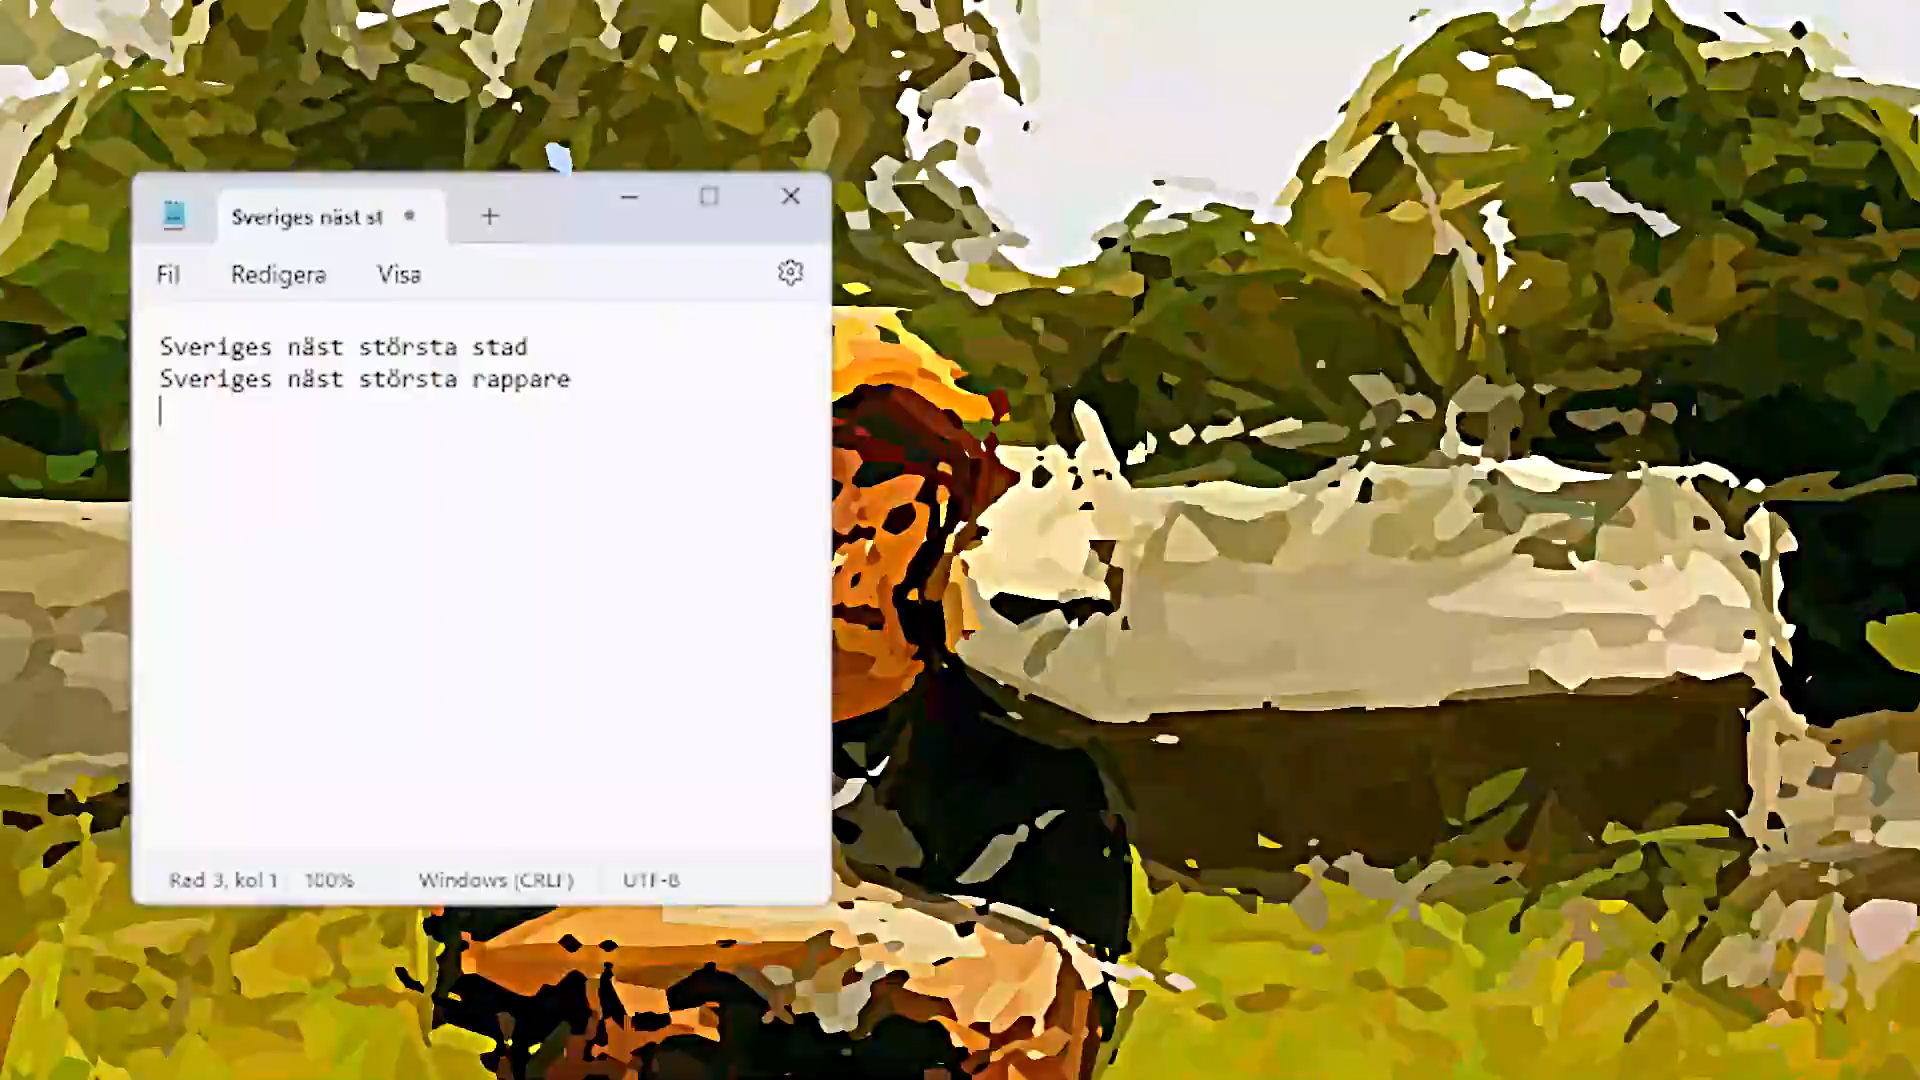 Sveriges näst st
Fil Redigera Visa
Sveriges näst största stad
Sveriges näst största rappare
Rad 3, kol 1 100% Windows (CRLF) UTF-8